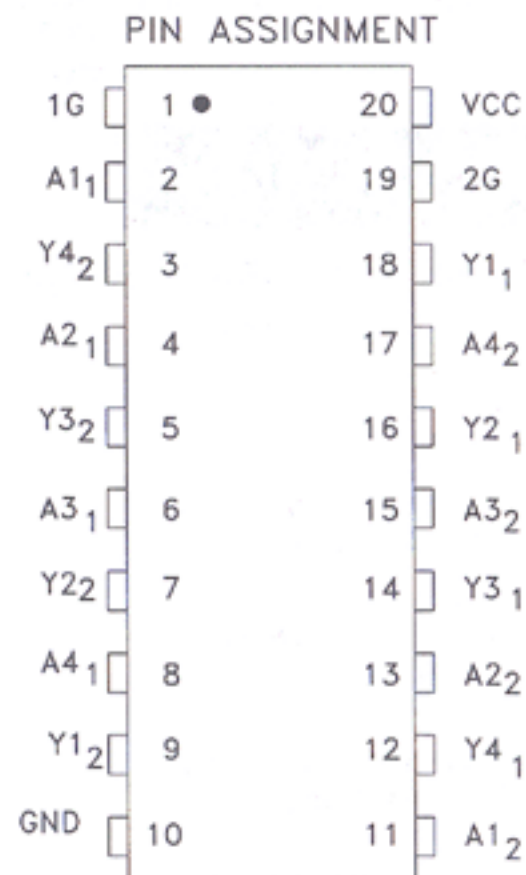 PIN ASSIGNMENT
1G 1 20 VCC
A1₁ 2 19 2G
Y4₂ 3 18 Y1₁
A2₁ 4 17 A4₂
Y3₂ 5 16 Y2₁
A3₁ 6 15 A3₂
Y2₂ 7 14 Y3₁
A4₁ 8 13 A2₂
Y1₂ 9 12 Y4₁
GND 10 11 A1₂